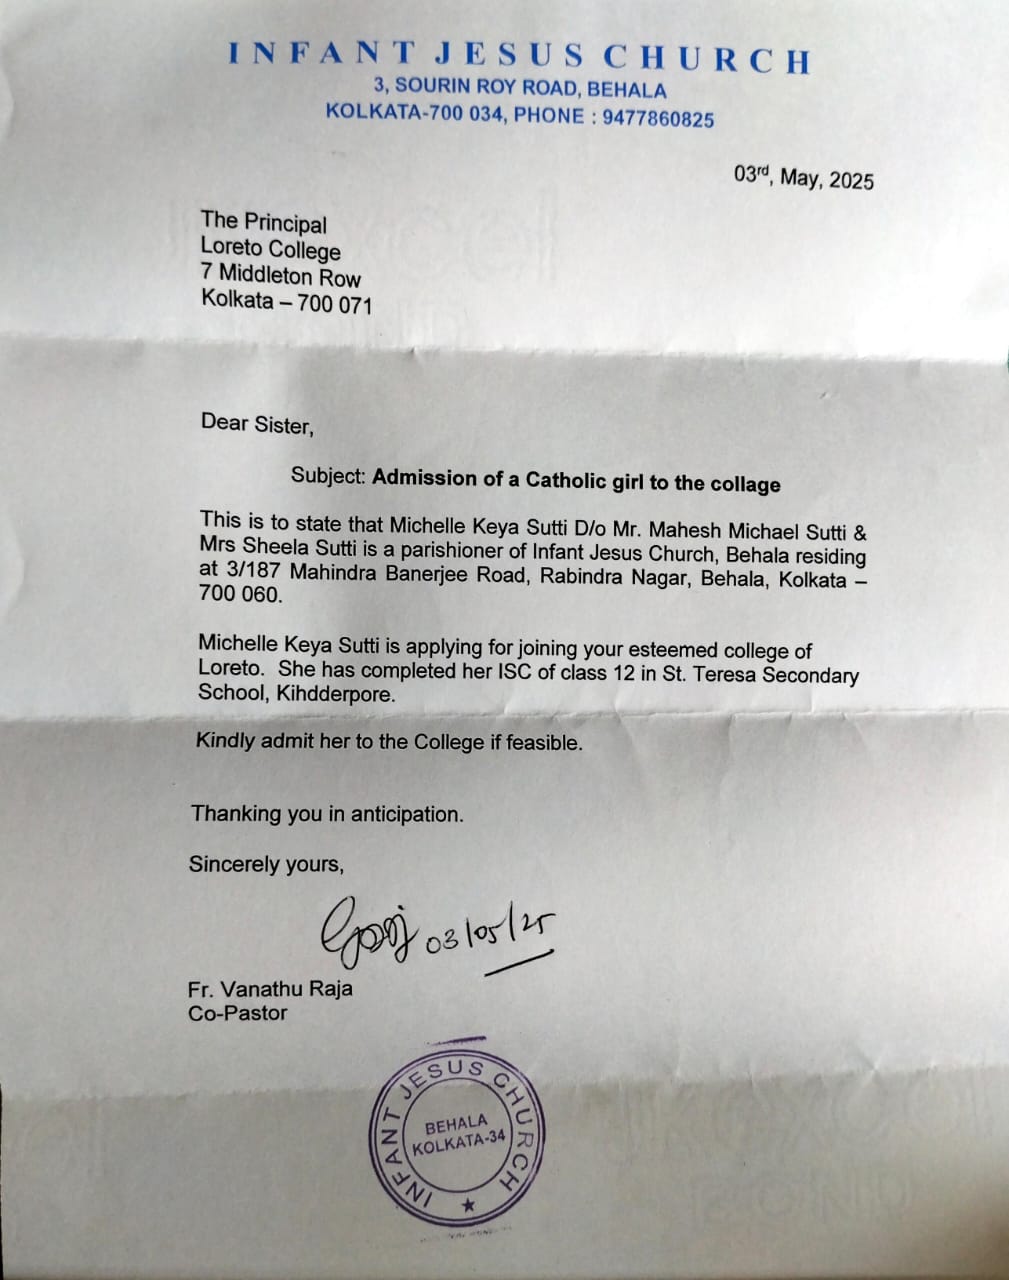 INFANT JESUS CHURCH
3, SOURIN ROY ROAD, BEHALA
KOLKATA-700 034, PHONE : 9477860825
03rd, May, 2025
The Principal
Loreto College
7 Middleton Row
Kolkata – 700 071
Dear Sister,
Subject: Admission of a Catholic girl to the collage
This is to state that Michelle Keya Sutti D/o Mr. Mahesh Michael Sutti &
Mrs Sheela Sutti is a parishioner of Infant Jesus Church, Behala residing
at 3/187 Mahindra Banerjee Road, Rabindra Nagar, Behala, Kolkata –
700 060.
Michelle Keya Sutti is applying for joining your esteemed college of
Loreto. She has completed her ISC of class 12 in St. Teresa Secondary
School, Kihdderpore.
Kindly admit her to the College if feasible.
Thanking you in anticipation.
Sincerely yours,
03/05/25
Fr. Vanathu Raja
Co-Pastor
INFANT JESUS CHURCH
BEHALA
KOLKATA-34